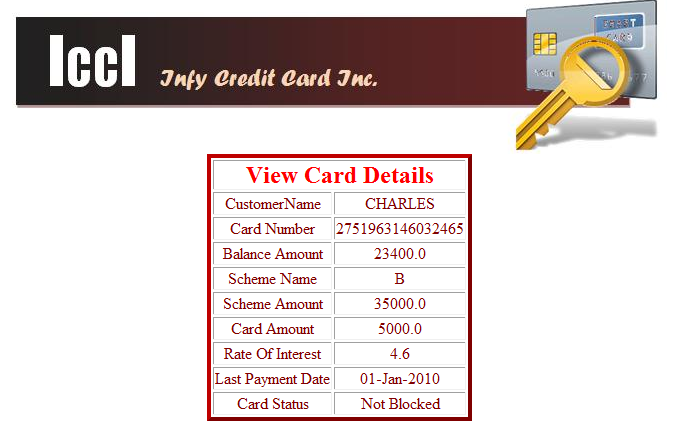 Iccl Infy Credit Card Inc.
View Card Details
CustomerName CHARLES
Card Number 2751963146032465
Balance Amount 23400.0
Scheme Name B
Scheme Amount 35000.0
Card Amount 5000.0
Rate Of Interest 4.6
Last Payment Date 01-Jan-2010
Card Status Not Blocked